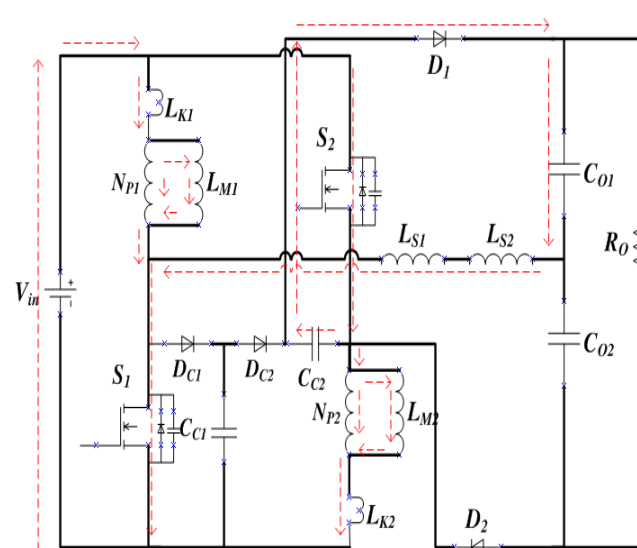 D1
LK1
S2
NP1 LM1
CO1
LS1 LS2
RO
Vin + -
DC1 DC2
S1
CC2
CO2
CC1
NP2 LM2
LK2
D2